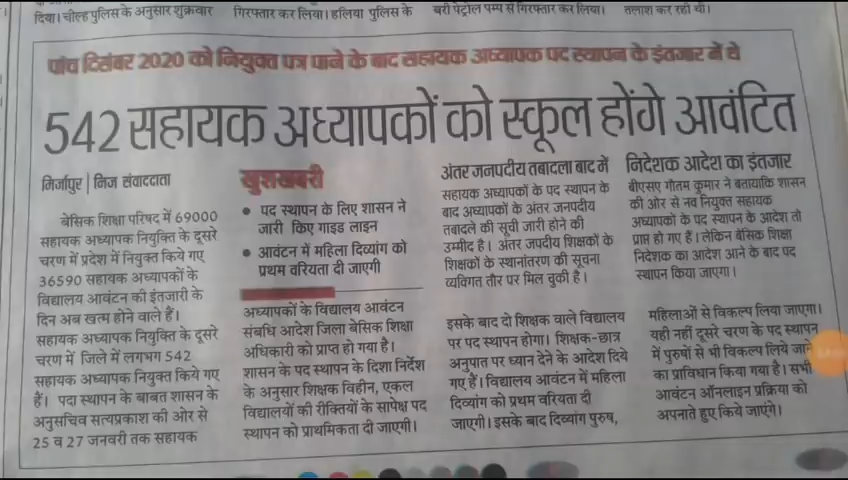 दिया। चील्ह पुलिस के अनुसार शुक्रवार
गिरफ्तार कर लिया। हलिया पुलिस के
बरी पेट्रोल पम्प से गिरफ्तार कर लिया।
तलाश कर रही थी।
पांच दिसंबर 2020 को नियुक्त पत्र पाने के बाद सहायक अध्यापक पद स्थापन के इंतजार में थे
542 सहायक अध्यापकों को स्कूल होंगे आवंटित
मिर्जापुर | निज संवाददाता
बेसिक शिक्षा परिषद में 69000
सहायक अध्यापक नियुक्ति के दूसरे
चरण में प्रदेश में नियुक्त किये गए
36590 सहायक अध्यापकों के
विद्यालय आवंटन की इंतजारी के
दिन अब खत्म होने वाले हैं।
सहायक अध्यापक नियुक्ति के दूसरे
चरण में जिले में लगभग 542
सहायक अध्यापक नियुक्त किये गए
हैं। पदा स्थापन के बाबत शासन के
अनुसचिव सत्यप्रकाश की ओर से
25 व 27 जनवरी तक सहायक
खुशखबरी
• पद स्थापन के लिए शासन ने
जारी किए गाइड लाइन
• आवंटन में महिला दिव्यांग को
प्रथम वरियता दी जाएगी
अध्यापकों के विद्यालय आवंटन
संबधि आदेश जिला बेसिक शिक्षा
अधिकारी को प्राप्त हो गया है।
शासन के पद स्थापन के दिशा निर्देश
के अनुसार शिक्षक विहीन, एकल
विद्यालयों की रीक्तियों के सापेक्ष पद
स्थापन को प्राथमिकता दी जाएगी।
अंतर जनपदीय तबादला बाद में
सहायक अध्यापकों के पद स्थापन के
बाद अध्यापकों के अंतर जनपदीय
तबादले की सूची जारी होने की
उम्मीद है। अंतर जपदीय शिक्षकों के
शिक्षकों के स्थानांतरण की सूचना
व्यक्तिगत तौर पर मिल चुकी है।
इसके बाद दो शिक्षक वाले विद्यालय
पर पद स्थापन होगा। शिक्षक-छात्र
अनुपात पर ध्यान देने के आदेश दिये
गए हैं। विद्यालय आवंटन में महिला
दिव्यांग को प्रथम वरियता दी
जाएगी। इसके बाद दिव्यांग पुरुष,
निदेशक आदेश का इंतजार
बीएसए गौतम कुमार ने बताया कि शासन
की ओर से नव नियुक्त सहायक
अध्यापकों के पद स्थापन के आदेश तो
प्राप्त हो गए हैं। लेकिन बेसिक शिक्षा
निदेशक का आदेश आने के बाद पद
स्थापन किया जाएगा।
महिलाओं से विकल्प लिया जाएगा।
यही नहीं दूसरे चरण के पद स्थापन
में पुरुषों से भी विकल्प लिये जाने
का प्राविधान किया गया है। सभी
आवंटन ऑनलाइन प्रक्रिया को
अपनाते हुए किये जाएंगे।